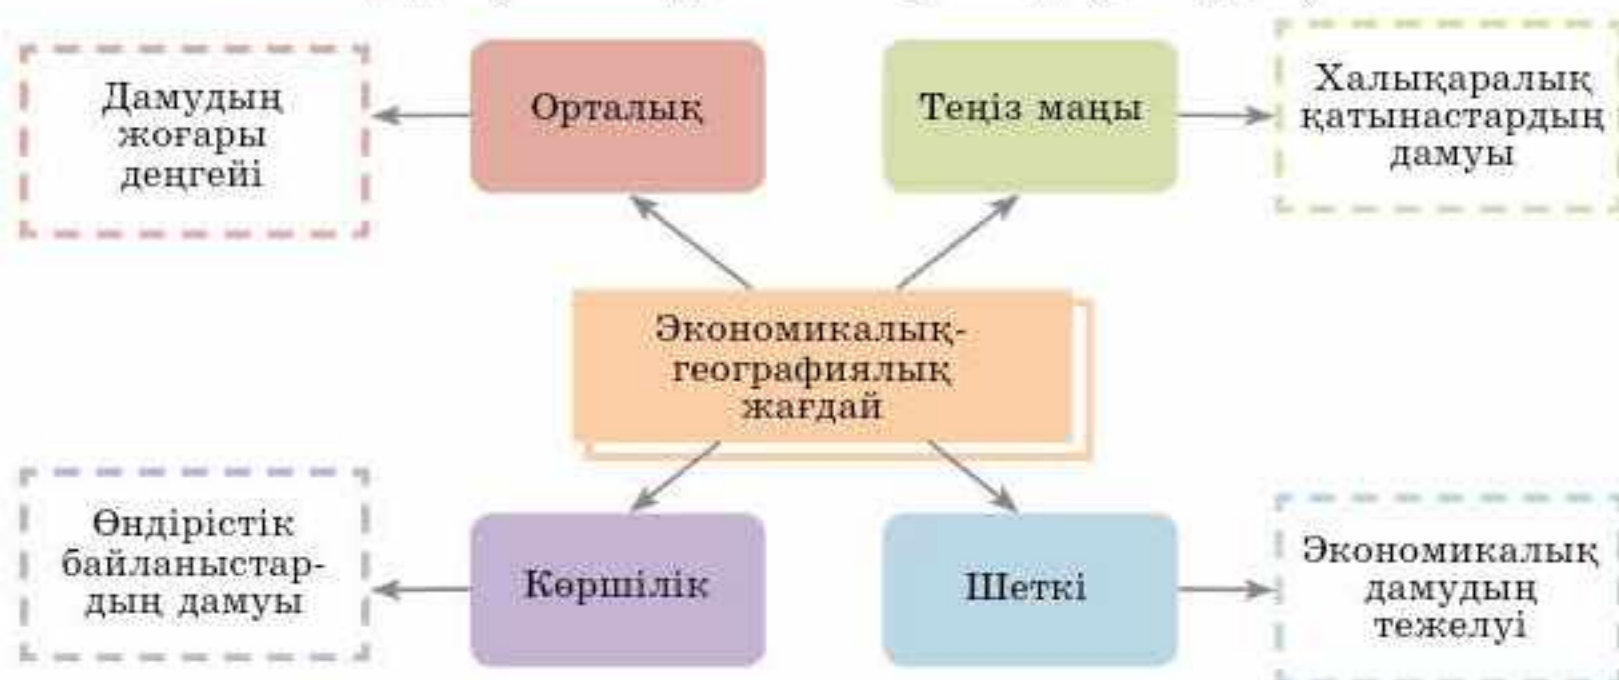 Дамудың
жоғары
деңгейі
Орталық
Теңіз маңы
Халықаралық
қатынастардың
дамуы
Экономикалық-
географиялық
жағдай
Өндірістік
байланыстар-
дың дамуы
Көршілік
Шеткі
Экономикалық
дамудың
тежелуі